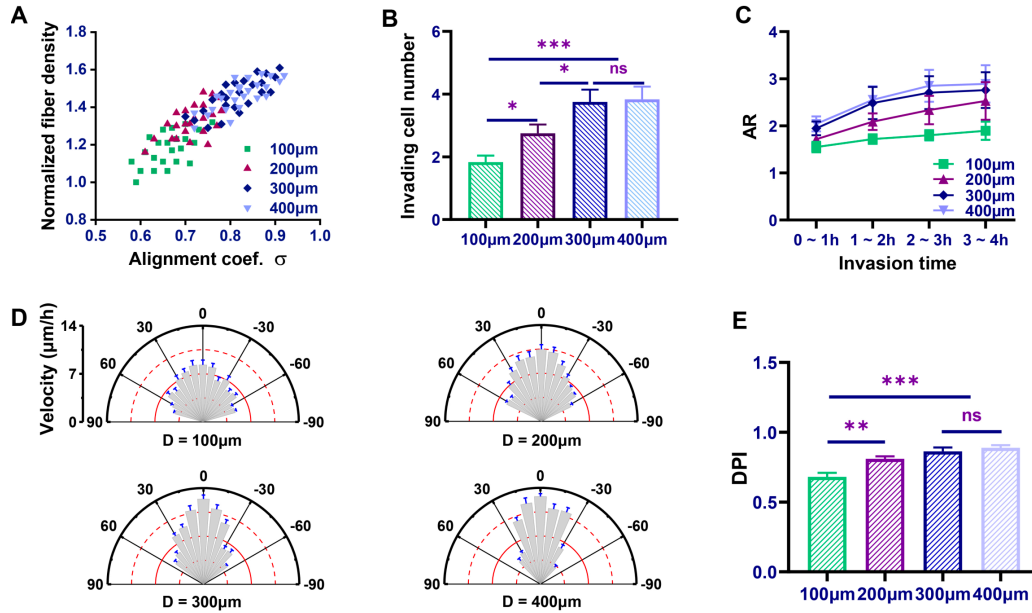 A
Normalized fiber density
1.8
1.6
1.4
1.2
1.0
0.8
0.5 0.6 0.7 0.8 0.9 1.0
Alignment coef. σ
100μm
200μm
300μm
400μm
B
Invading cell number
6
4
2
0
***
*
ns
*
100μm 200μm 300μm 400μm
C
AR
4
3
2
1
0
100μm
200μm
300μm
400μm
0 ~ 1h 1 ~ 2h 2 ~ 3h 3 ~ 4h
Invasion time
D
Velocity (μm/h)
14
7
0
90 60 30 0 -30 -60 -90
D = 100μm
90 60 30 0 -30 -60 -90
D = 200μm
90 60 30 0 -30 -60 -90
D = 300μm
90 60 30 0 -30 -60 -90
D = 400μm
E
DPI
1.5
1.0
0.5
0.0
***
**
ns
100μm 200μm 300μm 400μm